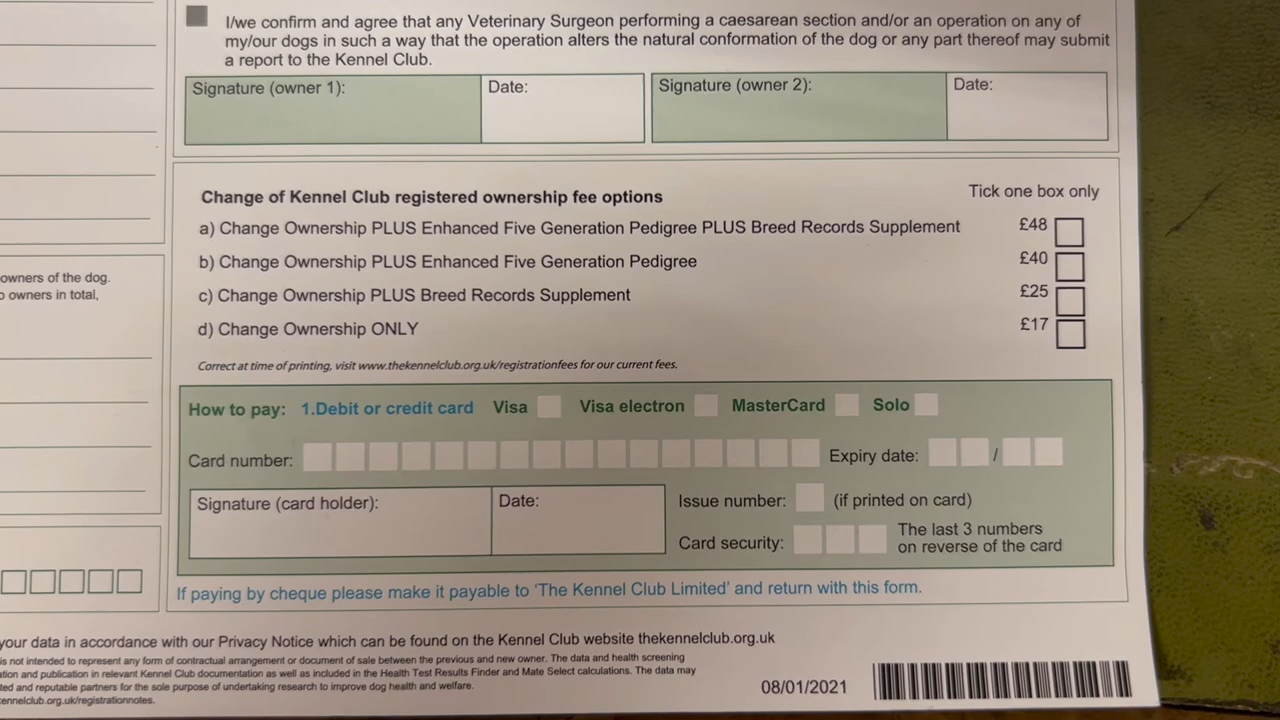 I/we confirm and agree that any Veterinary Surgeon performing a caesarean section and/or an operation on any of
my/our dogs in such a way that the operation alters the natural conformation of the dog or any part thereof may submit
a report to the Kennel Club.
Signature (owner 1): Date: Signature (owner 2): Date:
Change of Kennel Club registered ownership fee options Tick one box only
a) Change Ownership PLUS Enhanced Five Generation Pedigree PLUS Breed Records Supplement £48
b) Change Ownership PLUS Enhanced Five Generation Pedigree £40
c) Change Ownership PLUS Breed Records Supplement £25
d) Change Ownership ONLY £17
Correct at time of printing, visit www.thekennelclub.org.uk/registrationfees for our current fees.
owners of the dog.
owners in total,
How to pay: 1.Debit or credit card Visa Visa electron MasterCard Solo
Card number: Expiry date: /
Signature (card holder): Date: Issue number: (if printed on card)
Card security: The last 3 numbers
on reverse of the card
If paying by cheque please make it payable to ‘The Kennel Club Limited’ and return with this form.
your data in accordance with our Privacy Notice which can be found on the Kennel Club website thekennelclub.org.uk
is not intended to represent any form of contractual arrangement or document of sale between the previous and new owner. The data and health screening
tion and publication in relevant Kennel Club documentation as well as included in the Health Test Results Finder and Mate Select calculations. The data may
ted and reputable partners for the sole purpose of undertaking research to improve dog health and welfare.
kennelclub.org.uk/registrationnotes.
08/01/2021